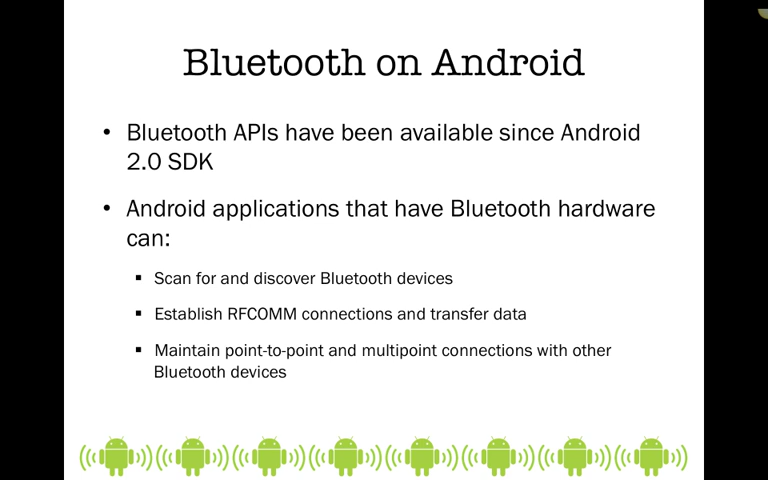 Bluetooth on Android
• Bluetooth APIs have been available since Android
2.0 SDK
• Android applications that have Bluetooth hardware
can:
▪ Scan for and discover Bluetooth devices
▪ Establish RFCOMM connections and transfer data
▪ Maintain point-to-point and multipoint connections with other
Bluetooth devices